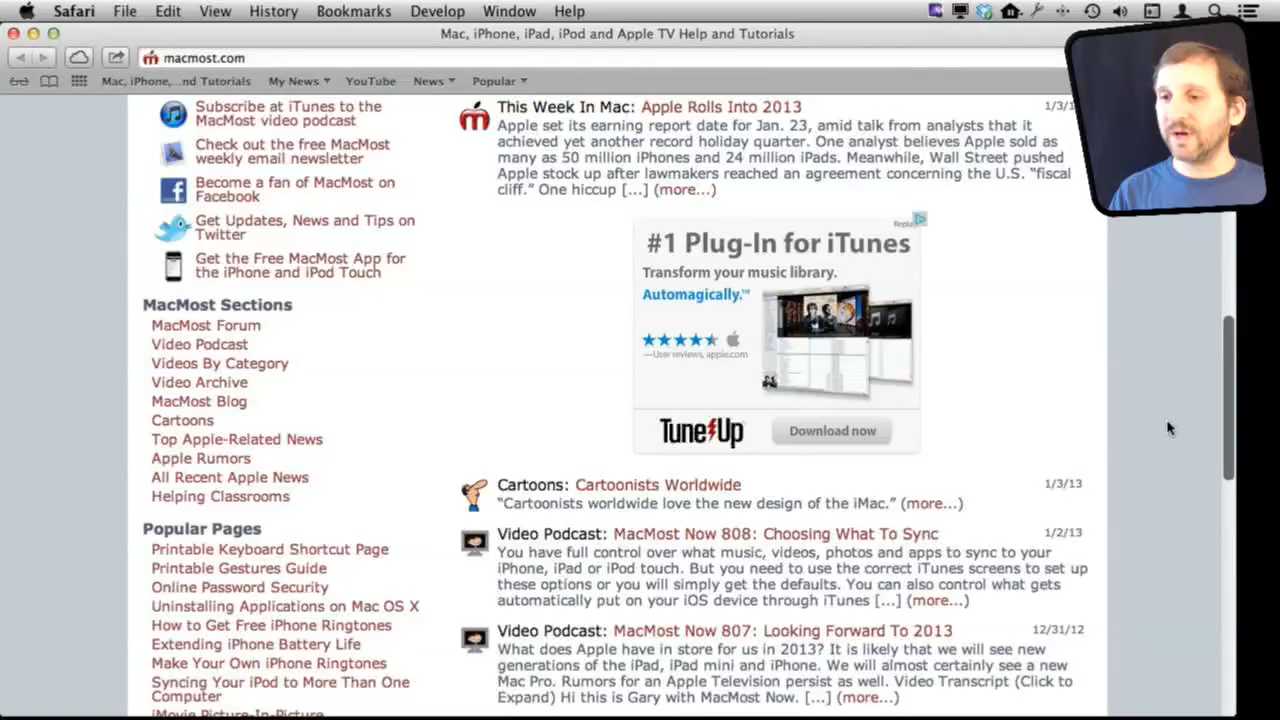 Safari File Edit View History Bookmarks Develop Window Help
Mac, iPhone, iPad, iPod and Apple TV Help and Tutorials
macmost.com
Mac, iPhone,...nd Tutorials My News YouTube News Popular
Subscribe at iTunes to the
MacMost video podcast
Check out the free MacMost
weekly email newsletter
Become a fan of MacMost on
Facebook
Get Updates, News and Tips on
Twitter
Get the Free MacMost App for
the iPhone and iPod Touch
MacMost Sections
MacMost Forum
Video Podcast
Videos By Category
Video Archive
MacMost Blog
Cartoons
Top Apple-Related News
Apple Rumors
All Recent Apple News
Helping Classrooms
Popular Pages
Printable Keyboard Shortcut Page
Printable Gestures Guide
Online Password Security
Uninstalling Applications on Mac OS X
How to Get Free iPhone Ringtones
Extending iPhone Battery Life
Make Your Own iPhone Ringtones
Syncing Your iPod to More Than One
Computer
iMovie Picture-In-Picture
This Week In Mac: Apple Rolls Into 2013
Apple set its earning report date for Jan. 23, amid talk from analysts that it
achieved yet another record holiday quarter. One analyst believes Apple sold as
many as 50 million iPhones and 24 million iPads. Meanwhile, Wall Street pushed
Apple stock up after lawmakers reached an agreement concerning the U.S. “fiscal
cliff.” One hiccup [...] (more...)
#1 Plug-In for iTunes
Transform your music library.
Automagically.™
—User reviews, apple.com
TuneUp Download now
Cartoons: Cartoonists Worldwide 1/3/13
“Cartoonists worldwide love the new design of the iMac.” (more...)
Video Podcast: MacMost Now 808: Choosing What To Sync 1/2/13
You have full control over what music, videos, photos and apps to sync to your
iPhone, iPad or iPod touch. But you need to use the correct iTunes screens to set up
these options or you will simply get the defaults. You can also control what gets
automatically put on your iOS device through iTunes [...] (more...)
Video Podcast: MacMost Now 807: Looking Forward To 2013 12/31/12
What does Apple have in store for us in 2013? It is likely that we will see new
generations of the iPad, iPad mini and iPhone. We will almost certainly see a new
Mac Pro. Rumors for an Apple Television persist as well. Video Transcript (Click to
Expand) Hi this is Gary with MacMost Now. [...] (more...)